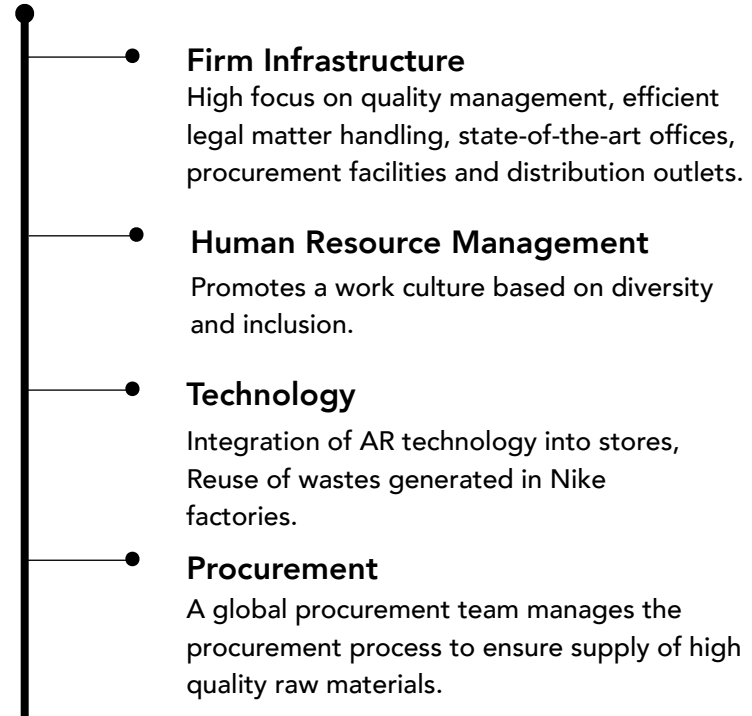 Firm Infrastructure
High focus on quality management, efficient
legal matter handling, state-of-the-art offices,
procurement facilities and distribution outlets.
Human Resource Management
Promotes a work culture based on diversity
and inclusion.
Technology
Integration of AR technology into stores,
Reuse of wastes generated in Nike
factories.
Procurement
A global procurement team manages the
procurement process to ensure supply of high
quality raw materials.